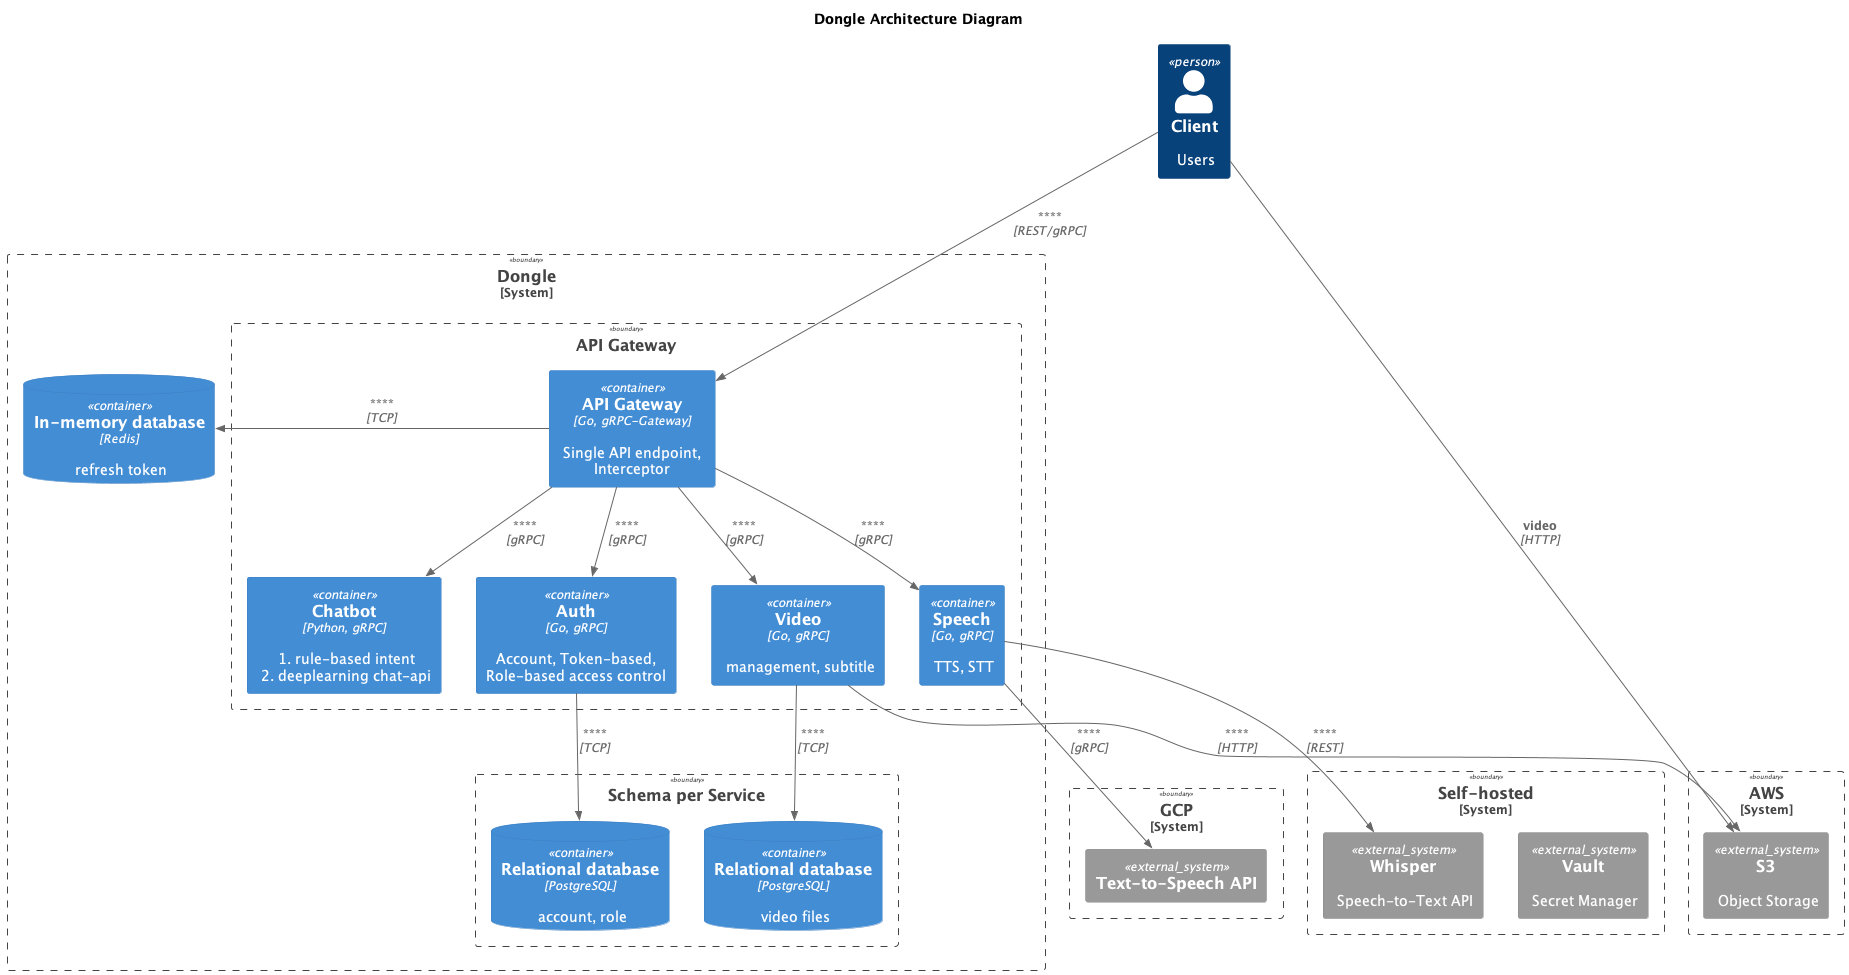 Dongle Architecture Diagram
«person»
Client
Users
****
[REST/gRPC]
«boundary»
Dongle
[System]
«boundary»
API Gateway
«container»
API Gateway
[Go, gRPC-Gateway]
Single API endpoint,
Interceptor
****
[TCP]
«container»
In-memory database
[Redis]
refresh token
****
[gRPC]
****
[gRPC]
****
[gRPC]
****
[gRPC]
video
[HTTP]
«container»
Chatbot
[Python, gRPC]
1. rule-based intent
2. deeplearning chat-api
«container»
Auth
[Go, gRPC]
Account, Token-based,
Role-based access control
«container»
Video
[Go, gRPC]
management, subtitle
«container»
Speech
[Go, gRPC]
TTS, STT
****
[TCP]
****
[TCP]
****
[gRPC]
****
[HTTP]
****
[REST]
«boundary»
Schema per Service
«container»
Relational database
[PostgreSQL]
account, role
«container»
Relational database
[PostgreSQL]
video files
«boundary»
GCP
[System]
«external_system»
Text-to-Speech API
«boundary»
Self-hosted
[System]
«external_system»
Whisper
Speech-to-Text API
«external_system»
Vault
Secret Manager
«boundary»
AWS
[System]
«external_system»
S3
Object Storage